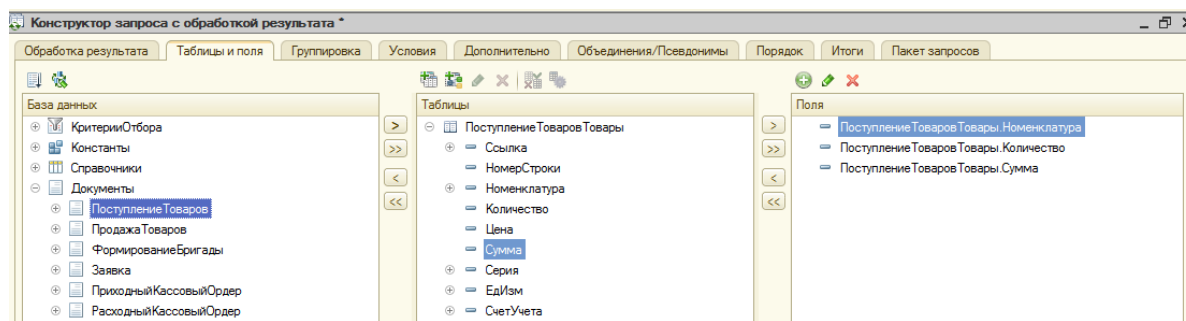 Конструктор запроса с обработкой результата *
Обработка результата Таблицы и поля Группировка Условия Дополнительно Объединения/Псевдонимы Порядок Итоги Пакет запросов
База данных
КритерииОтбора
Константы
Справочники
Документы
ПоступлениеТоваров
ПродажаТоваров
ФормированиеБригады
Заявка
ПриходныйКассовыйОрдер
РасходныйКассовыйОрдер
>
>>
<
<<
Таблицы
ПоступлениеТоваровТовары
Ссылка
НомерСтроки
Номенклатура
Количество
Цена
Сумма
Серия
ЕдИзм
СчетУчета
>
>>
<
<<
Поля
ПоступлениеТоваровТовары.Номенклатура
ПоступлениеТоваровТовары.Количество
ПоступлениеТоваровТовары.Сумма